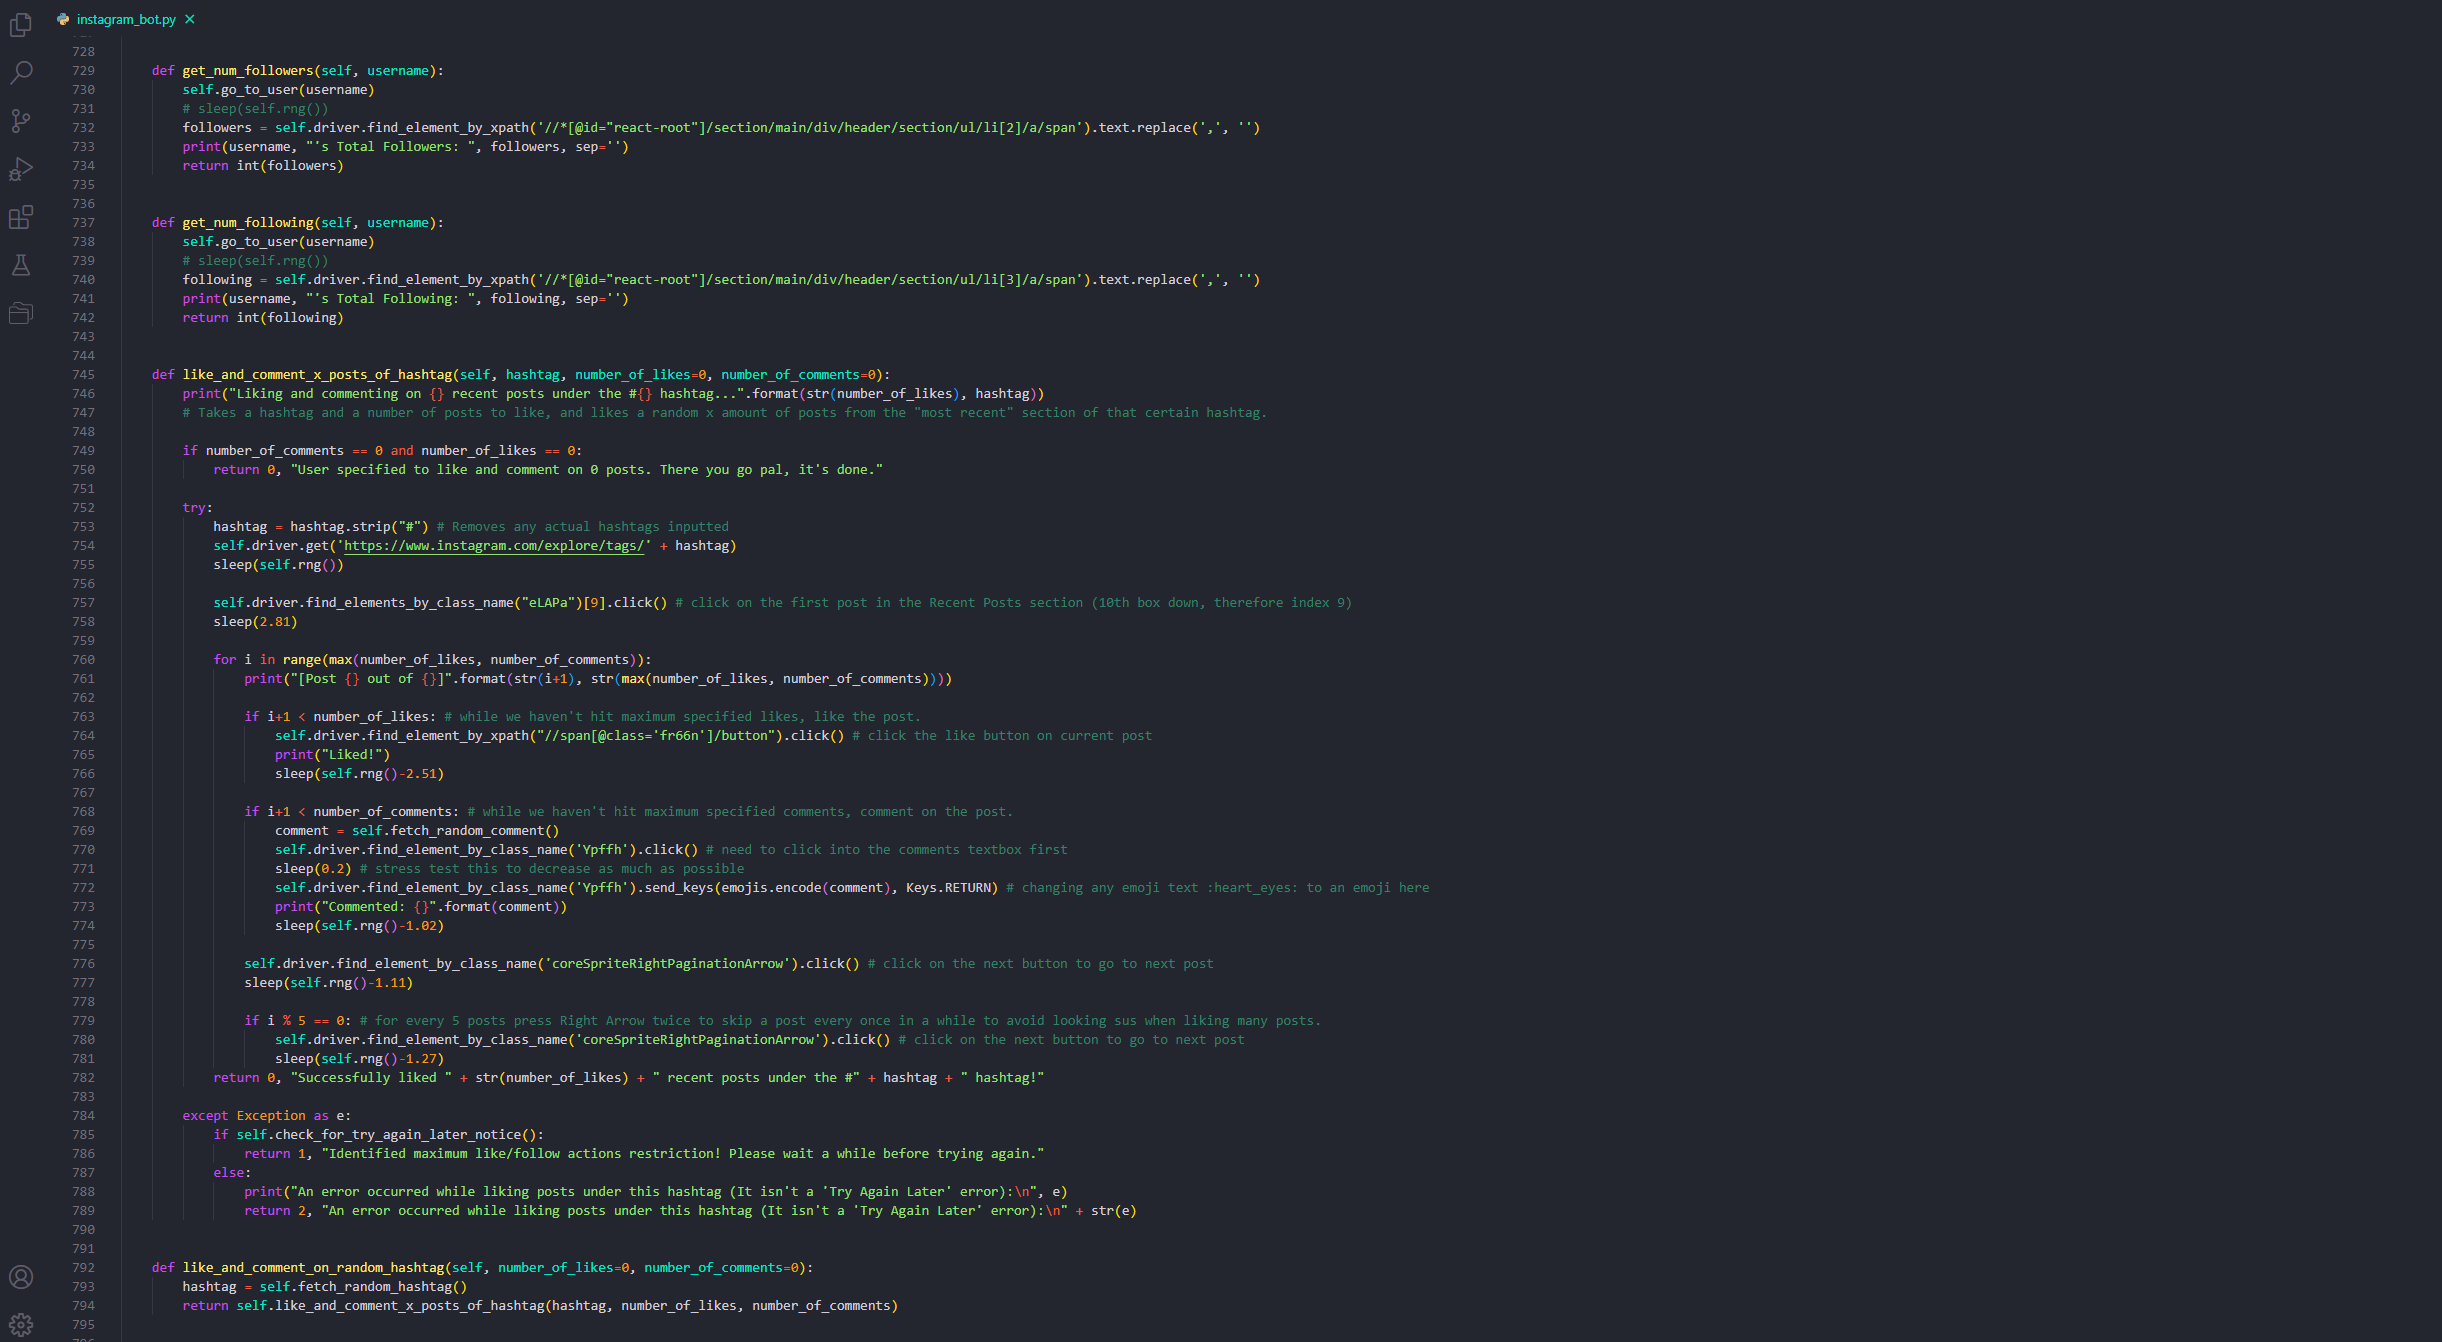 instagram_bot.py ×
728
729 def get_num_followers(self, username):
730 self.go_to_user(username)
731 # sleep(self.rng())
732 followers = self.driver.find_element_by_xpath('//*[@id="react-root"]/section/main/div/header/section/ul/li[2]/a/span').text.replace(',', '')
733 print(username, "'s Total Followers: ", followers, sep='')
734 return int(followers)
735
736
737 def get_num_following(self, username):
738 self.go_to_user(username)
739 # sleep(self.rng())
740 following = self.driver.find_element_by_xpath('//*[@id="react-root"]/section/main/div/header/section/ul/li[3]/a/span').text.replace(',', '')
741 print(username, "'s Total Following: ", following, sep='')
742 return int(following)
743
744
745 def like_and_comment_x_posts_of_hashtag(self, hashtag, number_of_likes=0, number_of_comments=0):
746 print("Liking and commenting on {} recent posts under the #{} hashtag...".format(str(number_of_likes), hashtag))
747 # Takes a hashtag and a number of posts to like, and likes a random x amount of posts from the "most recent" section of that certain hashtag.
748
749 if number_of_comments == 0 and number_of_likes == 0:
750 return 0, "User specified to like and comment on 0 posts. There you go pal, it's done."
751
752 try:
753 hashtag = hashtag.strip("#") # Removes any actual hashtags inputted
754 self.driver.get('https://www.instagram.com/explore/tags/' + hashtag)
755 sleep(self.rng())
756
757 self.driver.find_elements_by_class_name("eLAPa")[9].click() # click on the first post in the Recent Posts section (10th box down, therefore index 9)
758 sleep(2.81)
759
760 for i in range(max(number_of_likes, number_of_comments)):
761 print("[Post {} out of {}]".format(str(i+1), str(max(number_of_likes, number_of_comments))))
762
763 if i+1 < number_of_likes: # while we haven't hit maximum specified likes, like the post.
764 self.driver.find_element_by_xpath("//span[@class='fr66n']/button").click() # click the like button on current post
765 print("Liked!")
766 sleep(self.rng()-2.51)
767
768 if i+1 < number_of_comments: # while we haven't hit maximum specified comments, comment on the post.
769 comment = self.fetch_random_comment()
770 self.driver.find_element_by_class_name('Ypffh').click() # need to click into the comments textbox first
771 sleep(0.2) # stress test this to decrease as much as possible
772 self.driver.find_element_by_class_name('Ypffh').send_keys(emojis.encode(comment), Keys.RETURN) # changing any emoji text :heart_eyes: to an emoji here
773 print("Commented: {}".format(comment))
774 sleep(self.rng()-1.02)
775
776 self.driver.find_element_by_class_name('coreSpriteRightPaginationArrow').click() # click on the next button to go to next post
777 sleep(self.rng()-1.11)
778
779 if i % 5 == 0: # for every 5 posts press Right Arrow twice to skip a post every once in a while to avoid looking sus when liking many posts.
780 self.driver.find_element_by_class_name('coreSpriteRightPaginationArrow').click() # click on the next button to go to next post
781 sleep(self.rng()-1.27)
782 return 0, "Successfully liked " + str(number_of_likes) + " recent posts under the #" + hashtag + " hashtag!"
783
784 except Exception as e:
785 if self.check_for_try_again_later_notice():
786 return 1, "Identified maximum like/follow actions restriction! Please wait a while before trying again."
787 else:
788 print("An error occurred while liking posts under this hashtag (It isn't a 'Try Again Later' error):\n", e)
789 return 2, "An error occurred while liking posts under this hashtag (It isn't a 'Try Again Later' error):\n" + str(e)
790
791
792 def like_and_comment_on_random_hashtag(self, number_of_likes=0, number_of_comments=0):
793 hashtag = self.fetch_random_hashtag()
794 return self.like_and_comment_x_posts_of_hashtag(hashtag, number_of_likes, number_of_comments)
795